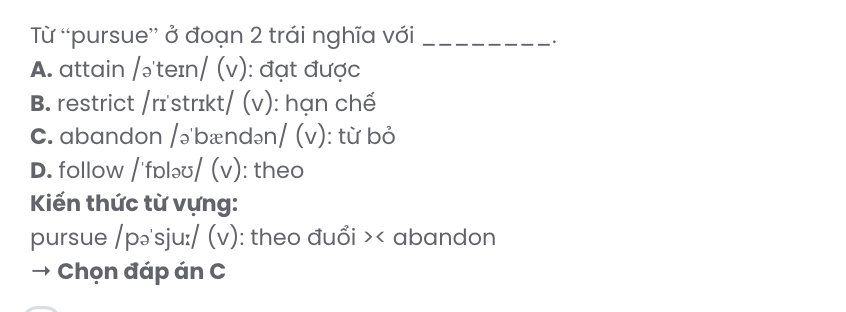 Từ “pursue” ở đoạn 2 trái nghĩa với ________.
A. attain /əˈteɪn/ (v): đạt được
B. restrict /rɪˈstrɪkt/ (v): hạn chế
C. abandon /əˈbændən/ (v): từ bỏ
D. follow /ˈfɒləʊ/ (v): theo
Kiến thức từ vựng:
pursue /pəˈsjuː/ (v): theo đuổi >< abandon
→ Chọn đáp án C